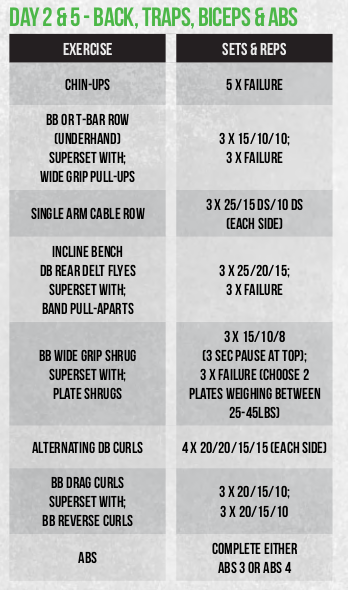 DAY 2 & 5 - BACK, TRAPS, BICEPS & ABS
EXERCISE
SETS & REPS
CHIN-UPS
5 X FAILURE
BB OR T-BAR ROW
(UNDERHAND)
SUPERSET WITH;
WIDE GRIP PULL-UPS
3 X 15/10/10;
3 X FAILURE
SINGLE ARM CABLE ROW
3 X 25/15 DS/10 DS
(EACH SIDE)
INCLINE BENCH
DB REAR DELT FLYES
SUPERSET WITH;
BAND PULL-APARTS
3 X 25/20/15;
3 X FAILURE
BB WIDE GRIP SHRUG
SUPERSET WITH;
PLATE SHRUGS
3 X 15/10/8
(3 SEC PAUSE AT TOP);
3 X FAILURE (CHOOSE 2
PLATES WEIGHING BETWEEN
25-45LBS)
ALTERNATING DB CURLS
4 X 20/20/15/15 (EACH SIDE)
BB DRAG CURLS
SUPERSET WITH;
BB REVERSE CURLS
3 X 20/15/10;
3 X 20/15/10
ABS
COMPLETE EITHER
ABS 3 OR ABS 4